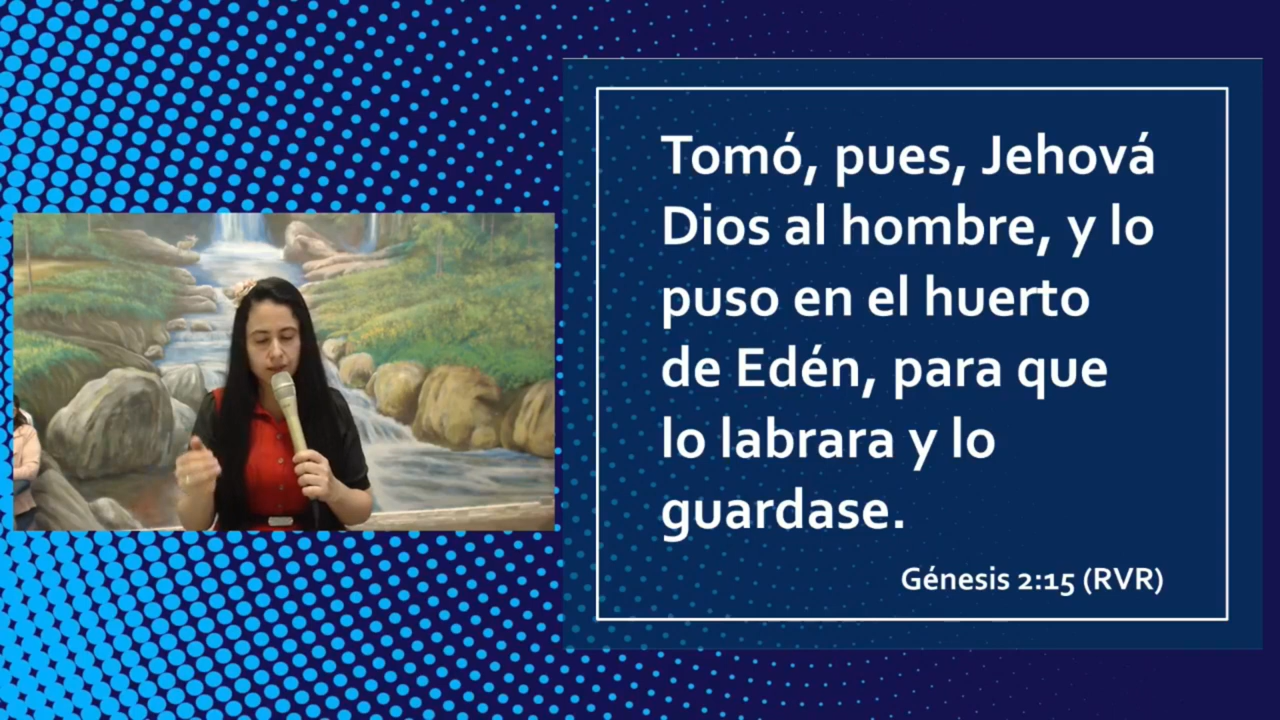 Tomó, pues, Jehová
Dios al hombre, y lo
puso en el huerto
de Edén, para que
lo labrara y lo
guardase.
Génesis 2:15 (RVR)